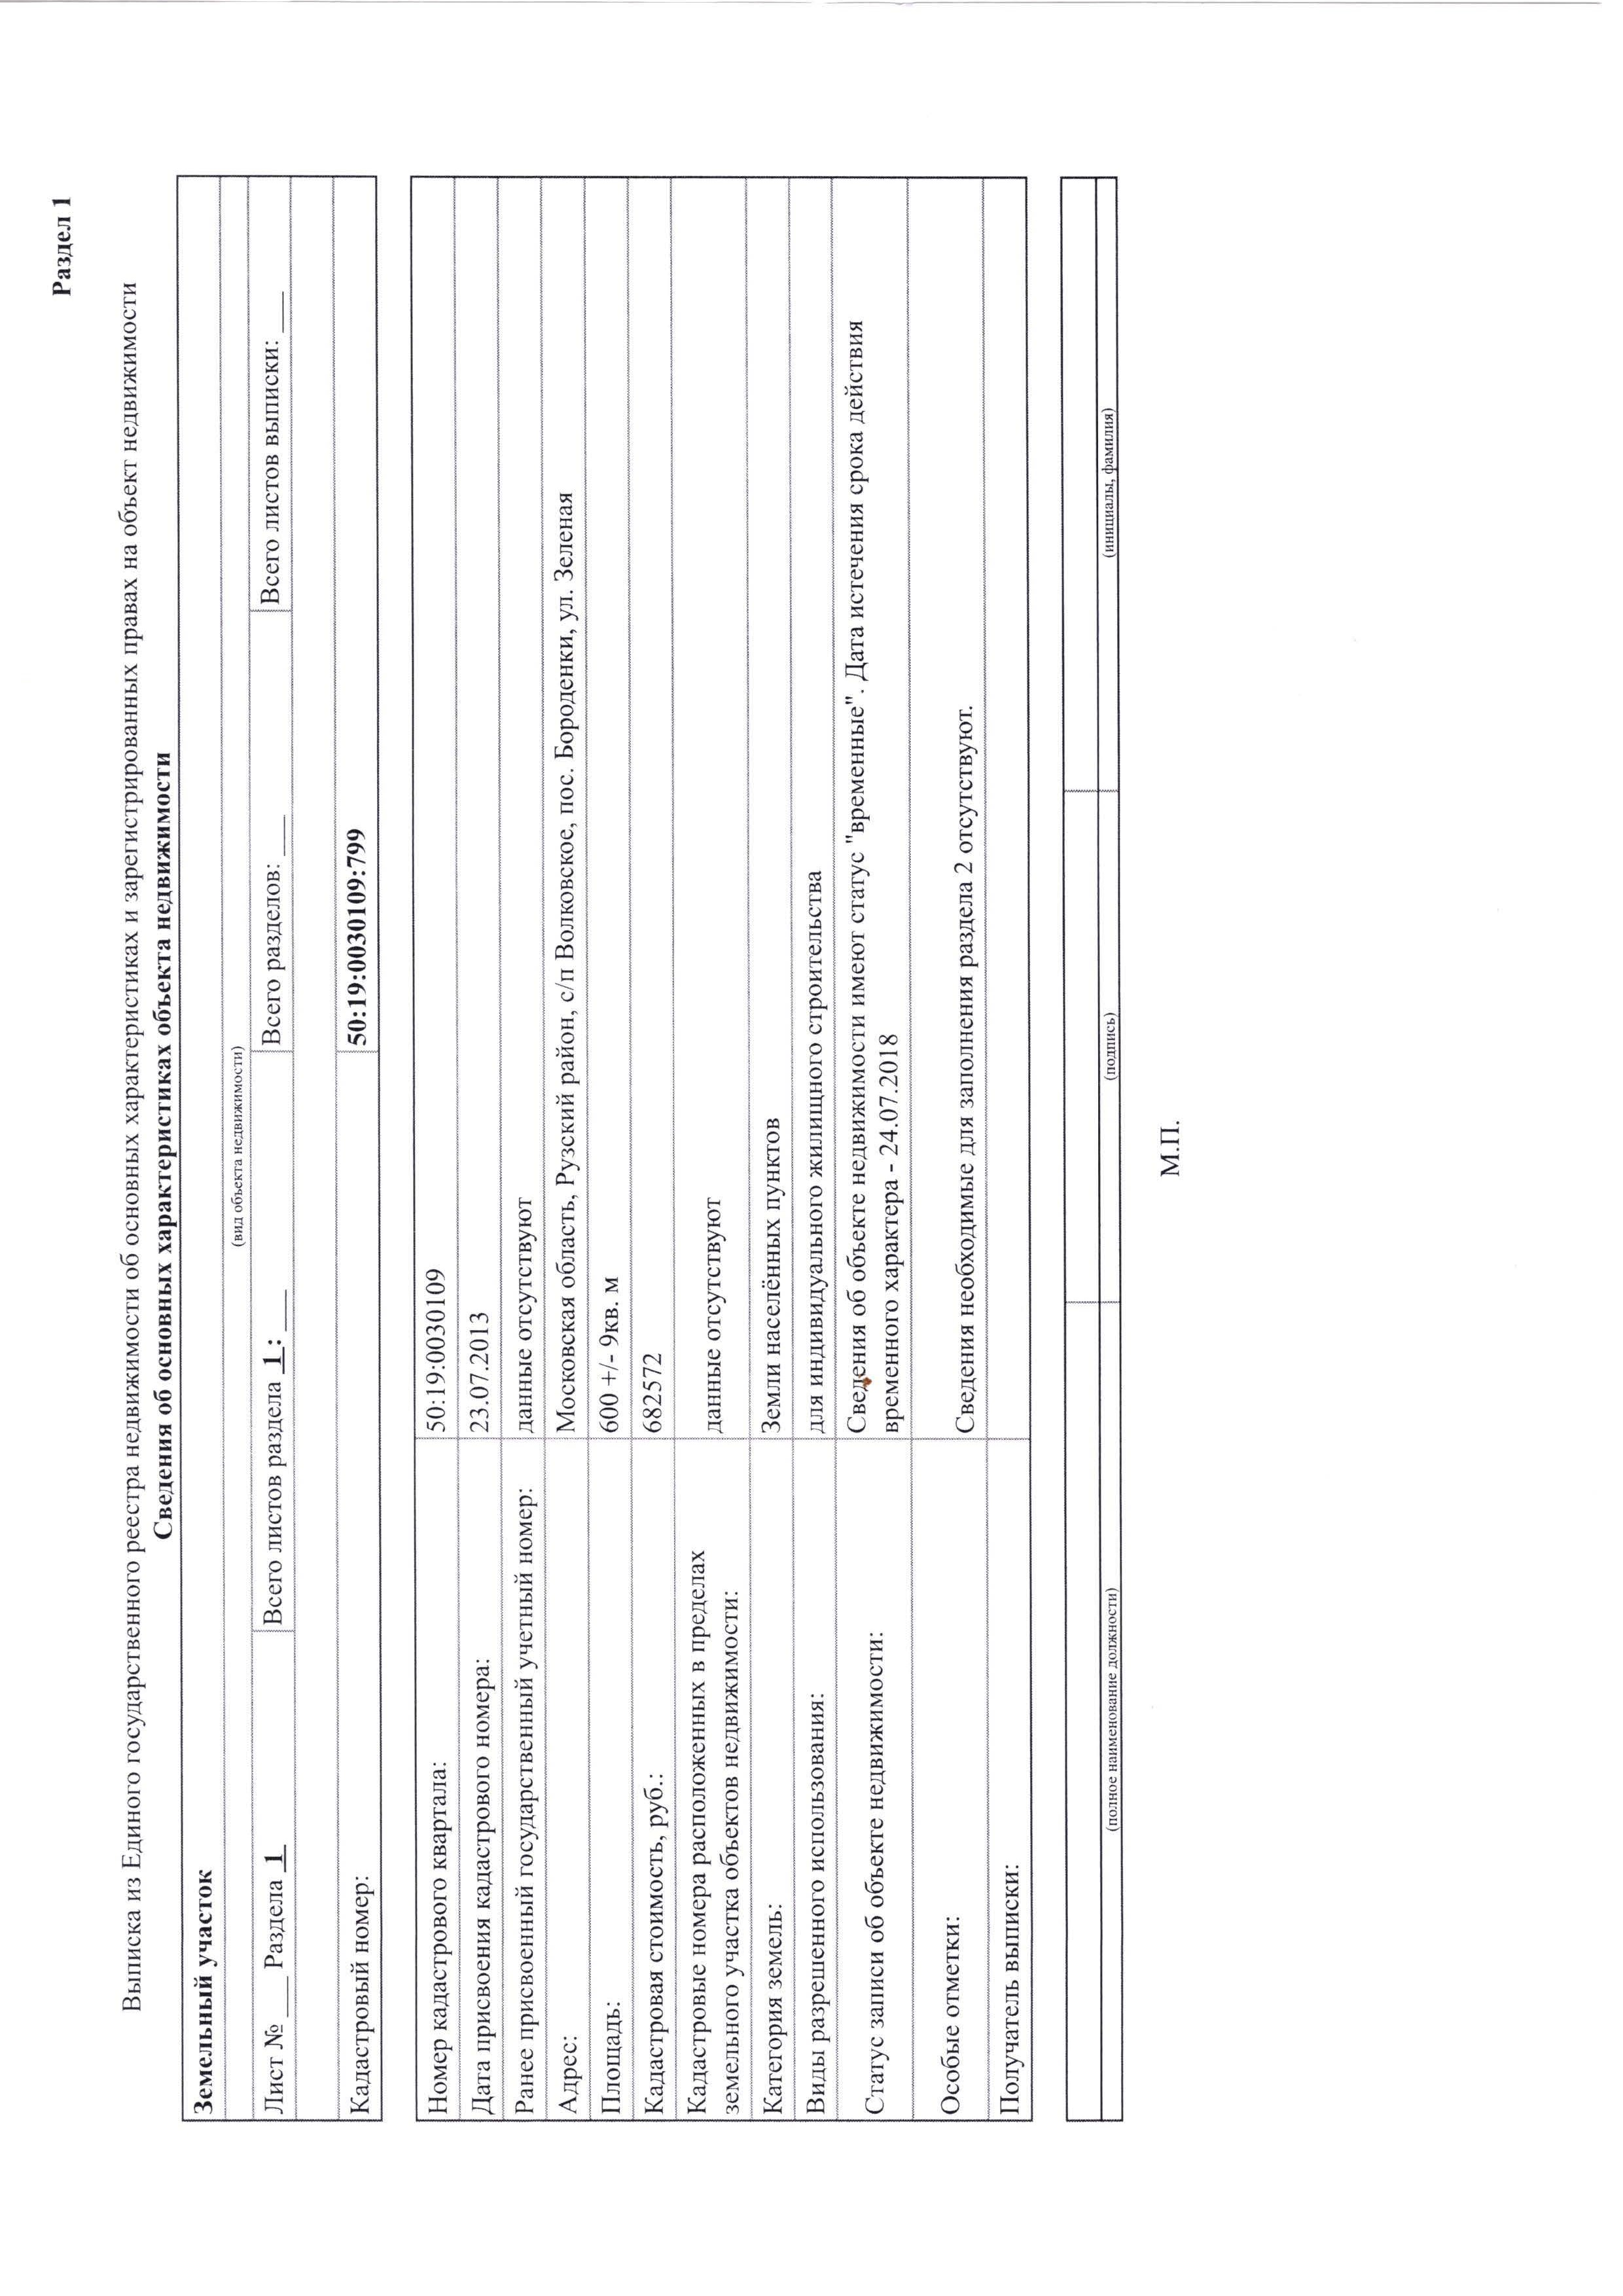 Раздел 1
Выписка из Единого государственного реестра недвижимости об основных характеристиках и зарегистрированных правах на объект недвижимости
Сведения об основных характеристиках объекта недвижимости
Земельный участок
(вид объекта недвижимости)
Лист № ___ Раздела 1 Всего листов раздела 1 : ___ Всего разделов: ___ Всего листов выписки: ___
Кадастровый номер: 50:19:0030109:799
Номер кадастрового квартала: 50:19:0030109
Дата присвоения кадастрового номера: 23.07.2013
Ранее присвоенный государственный учетный номер: данные отсутствуют
Адрес: Московская область, Рузский район, с/п Волковское, пос. Бороденки, ул. Зеленая
Площадь: 600 +/- 9кв. м
Кадастровая стоимость, руб.: 682572
Кадастровые номера расположенных в пределах
земельного участка объектов недвижимости: данные отсутствуют
Категория земель: Земли населённых пунктов
Виды разрешенного использования: для индивидуального жилищного строительства
Статус записи об объекте недвижимости: Сведения об объекте недвижимости имеют статус "временные". Дата истечения срока действия
временного характера - 24.07.2018
Особые отметки: Сведения необходимые для заполнения раздела 2 отсутствуют.
Получатель выписки:
(полное наименование должности) (подпись) (инициалы, фамилия)
М.П.